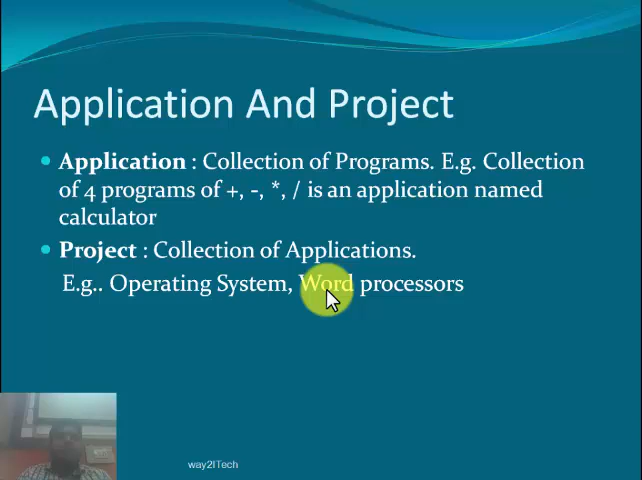 Application And Project
Application : Collection of Programs. E.g. Collection
of 4 programs of +, -, *, / is an application named
calculator
Project : Collection of Applications.
E.g.. Operating System, Word processors
way2ITech